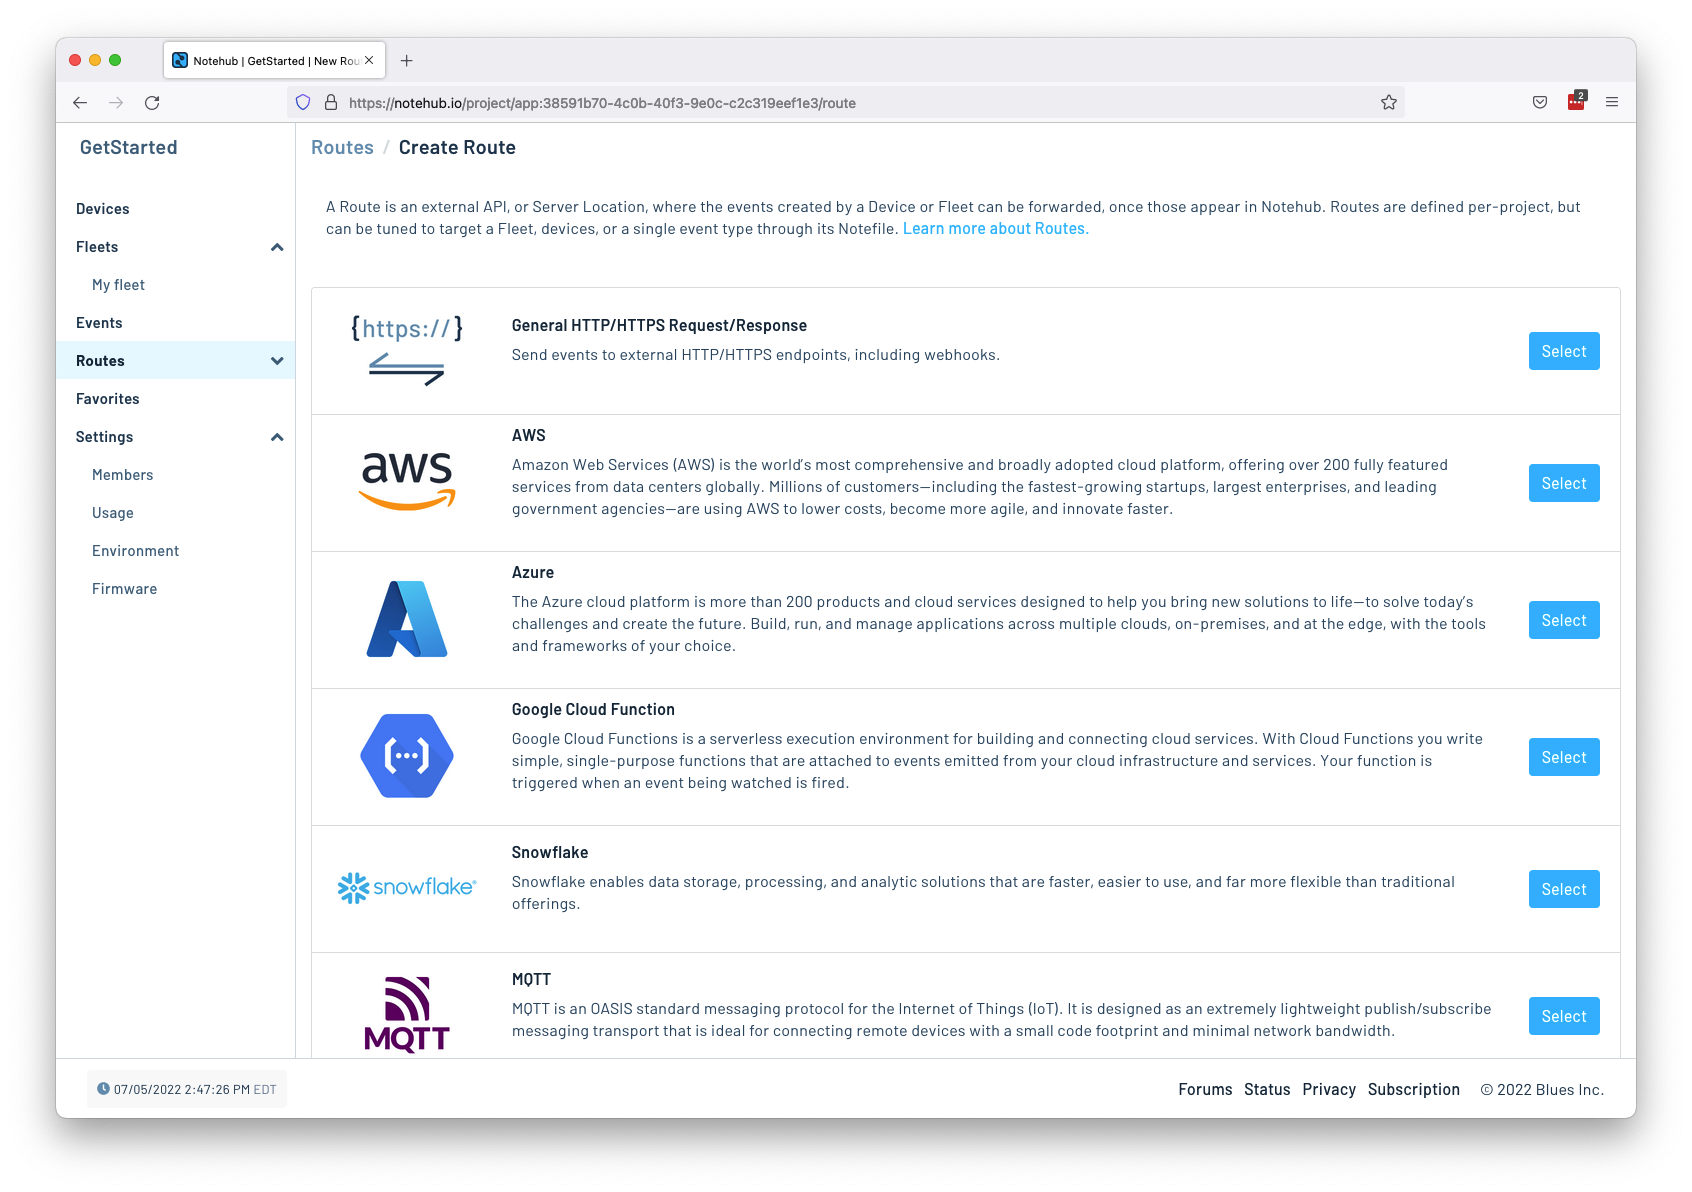 Notehub | GetStarted | New Rou
https://notehub.io/project/app:38591b70-4c0b-40f3-9e0c-c2c319eef1e3/route
2
GetStarted
Devices
Fleets
My fleet
Events
Routes
Favorites
Settings
Members
Usage
Environment
Firmware
Routes / Create Route
A Route is an external API, or Server Location, where the events created by a Device or Fleet can be forwarded, once those appear in Notehub. Routes are defined per-project, but
can be tuned to target a Fleet, devices, or a single event type through its Notefile. Learn more about Routes.
{https://}
General HTTP/HTTPS Request/Response
Send events to external HTTP/HTTPS endpoints, including webhooks.
Select
aws
AWS
Amazon Web Services (AWS) is the world's most comprehensive and broadly adopted cloud platform, offering over 200 fully featured
services from data centers globally. Millions of customers—including the fastest-growing startups, largest enterprises, and leading
government agencies—are using AWS to lower costs, become more agile, and innovate faster.
Select
Azure
The Azure cloud platform is more than 200 products and cloud services designed to help you bring new solutions to life—to solve today's
challenges and create the future. Build, run, and manage applications across multiple clouds, on-premises, and at the edge, with the tools
and frameworks of your choice.
Select
Google Cloud Function
Google Cloud Functions is a serverless execution environment for building and connecting cloud services. With Cloud Functions you write
simple, single-purpose functions that are attached to events emitted from your cloud infrastructure and services. Your function is
triggered when an event being watched is fired.
Select
snowflake®
Snowflake
Snowflake enables data storage, processing, and analytic solutions that are faster, easier to use, and far more flexible than traditional
offerings.
Select
MQTT
MQTT
MQTT is an OASIS standard messaging protocol for the Internet of Things (IoT). It is designed as an extremely lightweight publish/subscribe
messaging transport that is ideal for connecting remote devices with a small code footprint and minimal network bandwidth.
Select
07/05/2022 2:47:26 PM EDT
Forums Status Privacy Subscription © 2022 Blues Inc.